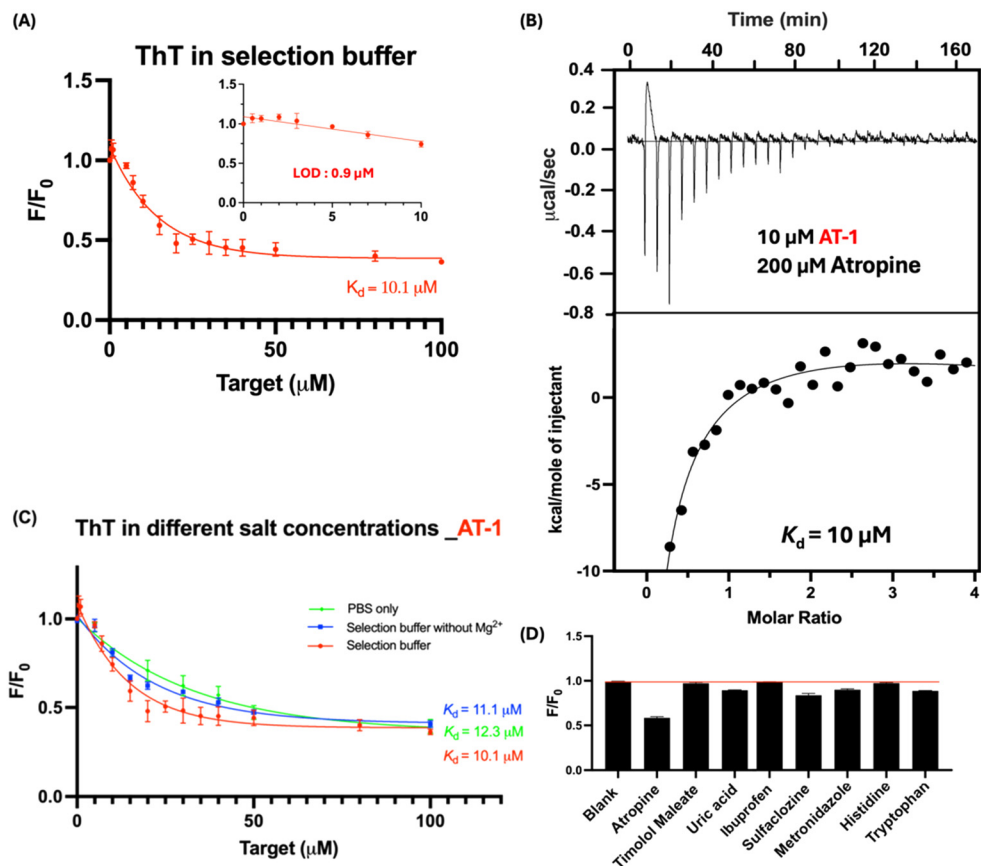 (A)
ThT in selection buffer
F/F0
1.5
1.0
0.5
0.0
0
50
100
Target (μM)
Kd = 10.1 μM
1.5
1.0
0.5
0.0
0
5
10
LOD : 0.9 μM
(B)
Time (min)
0 40 80 120 160
μcal/sec
0.4
0.2
-0.0
-0.2
-0.4
-0.6
-0.8
10 μM AT-1
200 μM Atropine
kcal/mole of injectant
0
-5
-10
Kd = 10 μM
0 1 2 3 4
Molar Ratio
(C)
ThT in different salt concentrations _AT-1
F/F0
1.0
0.5
0.0
PBS only
Selection buffer without Mg2+
Selection buffer
Kd = 11.1 μM
Kd = 12.3 μM
Kd = 10.1 μM
0 20 40 60 80 100
Target (μM)
(D)
F/F0
1.5
1.0
0.5
0.0
Blank
Atropine
Timolol Maleate
Uric acid
Ibuprofen
Sulfaclozine
Metronidazole
Histidine
Tryptophan